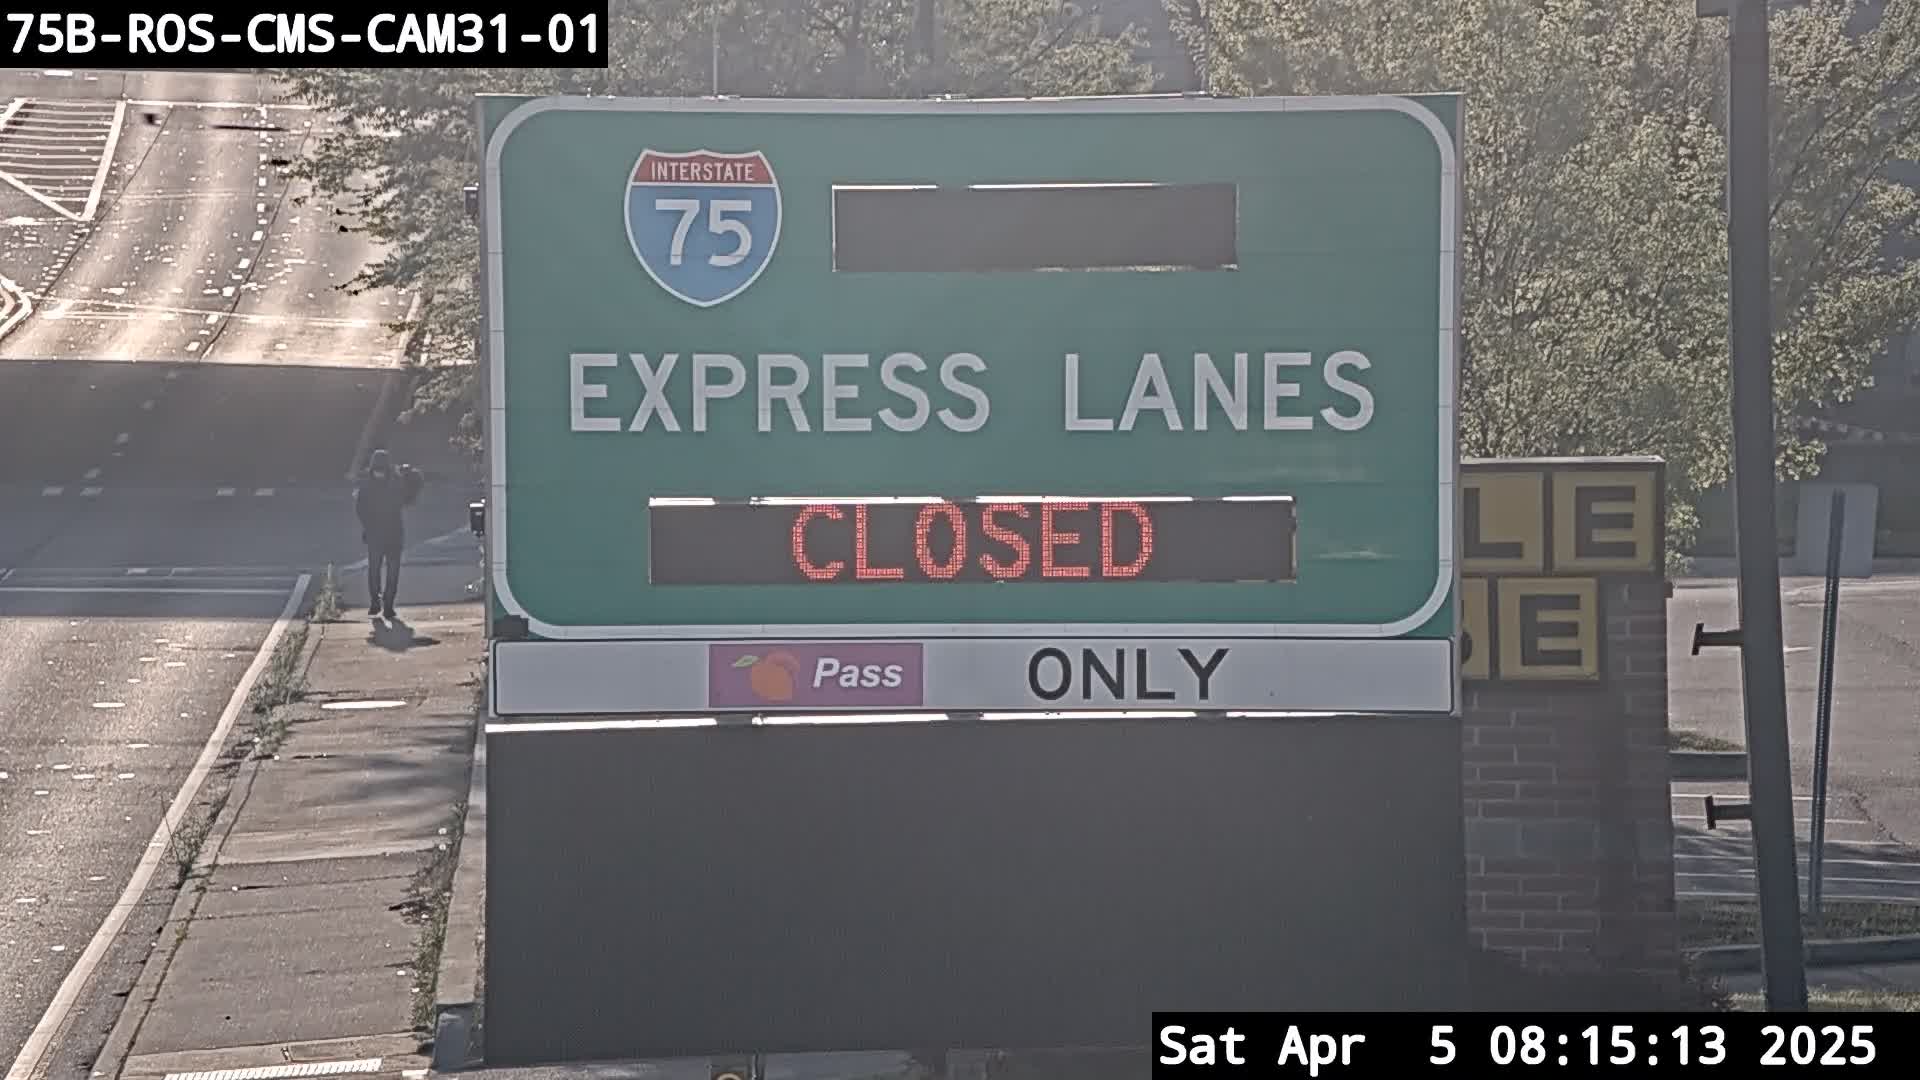 75B-ROS-CMS-CAM31-01
INTERSTATE
75
EXPRESS LANES
CLOSED
Pass ONLY
LE
E
Sat Apr  5 08:15:13 2025